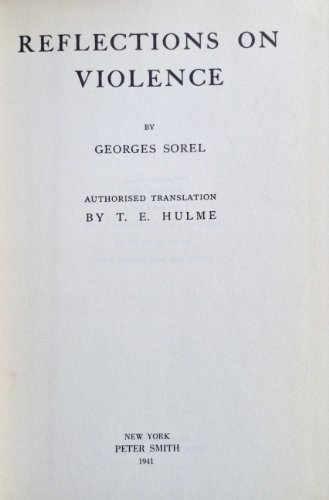 REFLECTIONS ON
VIOLENCE
BY
GEORGES SOREL
AUTHORISED TRANSLATION
BY T. E. HULME
NEW YORK
PETER SMITH
1941